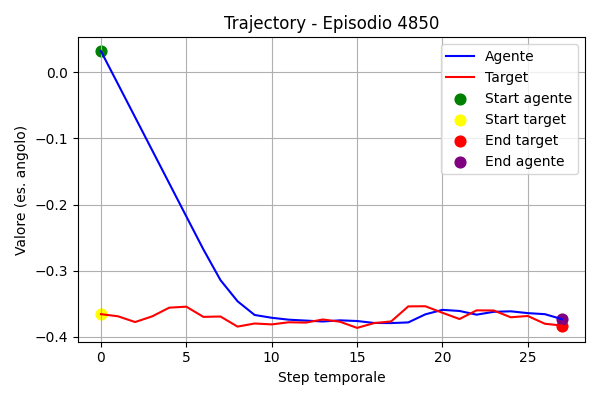 Trajectory - Episodio 4850
Valore (es. angolo)
0.0
−0.1
−0.2
−0.3
−0.4
Agente
Target
Start agente
Start target
End target
End agente
0 5 10 15 20 25
Step temporale